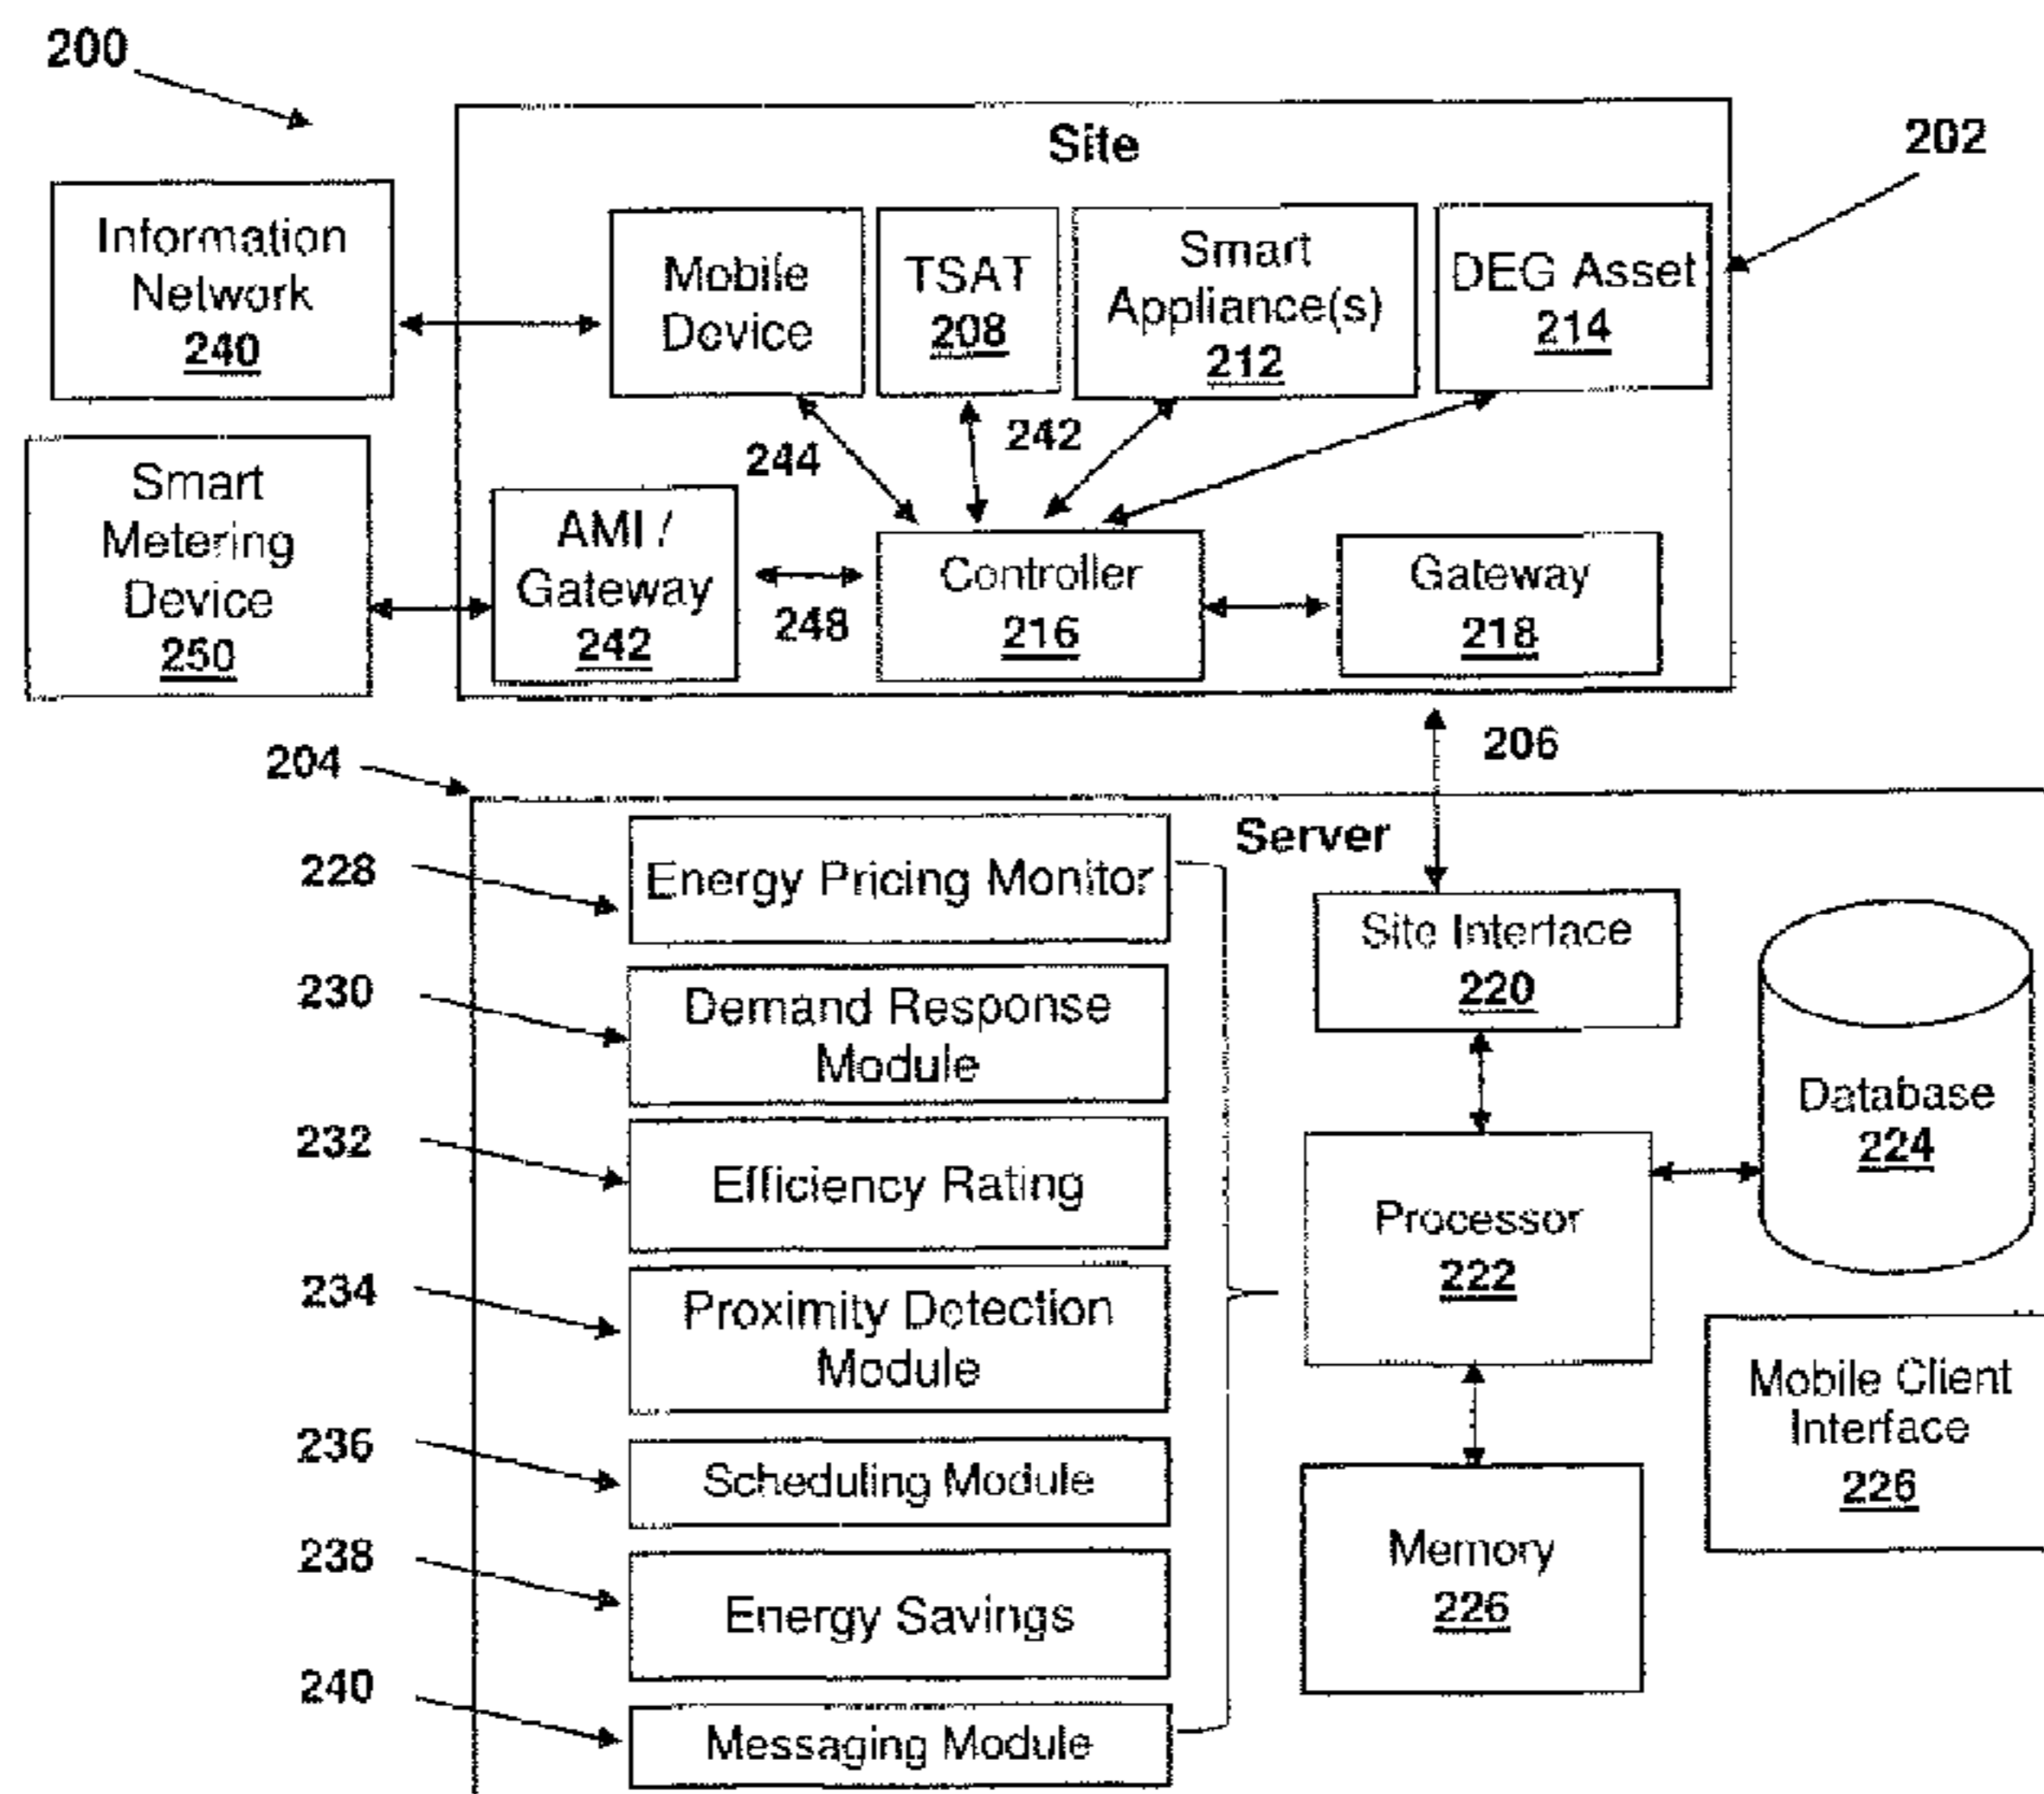 200
Site
202
Information
Network
240
Mobile
Device
TSAT
208
Smart
Appliance(s)
212
DEG Asset
214
244
242
Smart
Metering
Device
250
AMI /
Gateway
242
248
Controller
216
Gateway
218
206
204
Server
228
Energy Pricing Monitor
Site Interface
220
230
Demand Response
Module
Database
224
232
Efficiency Rating
Processor
222
234
Proximity Detection
Module
Mobile Client
Interface
226
236
Scheduling Module
Memory
226
238
Energy Savings
240
Messaging Module